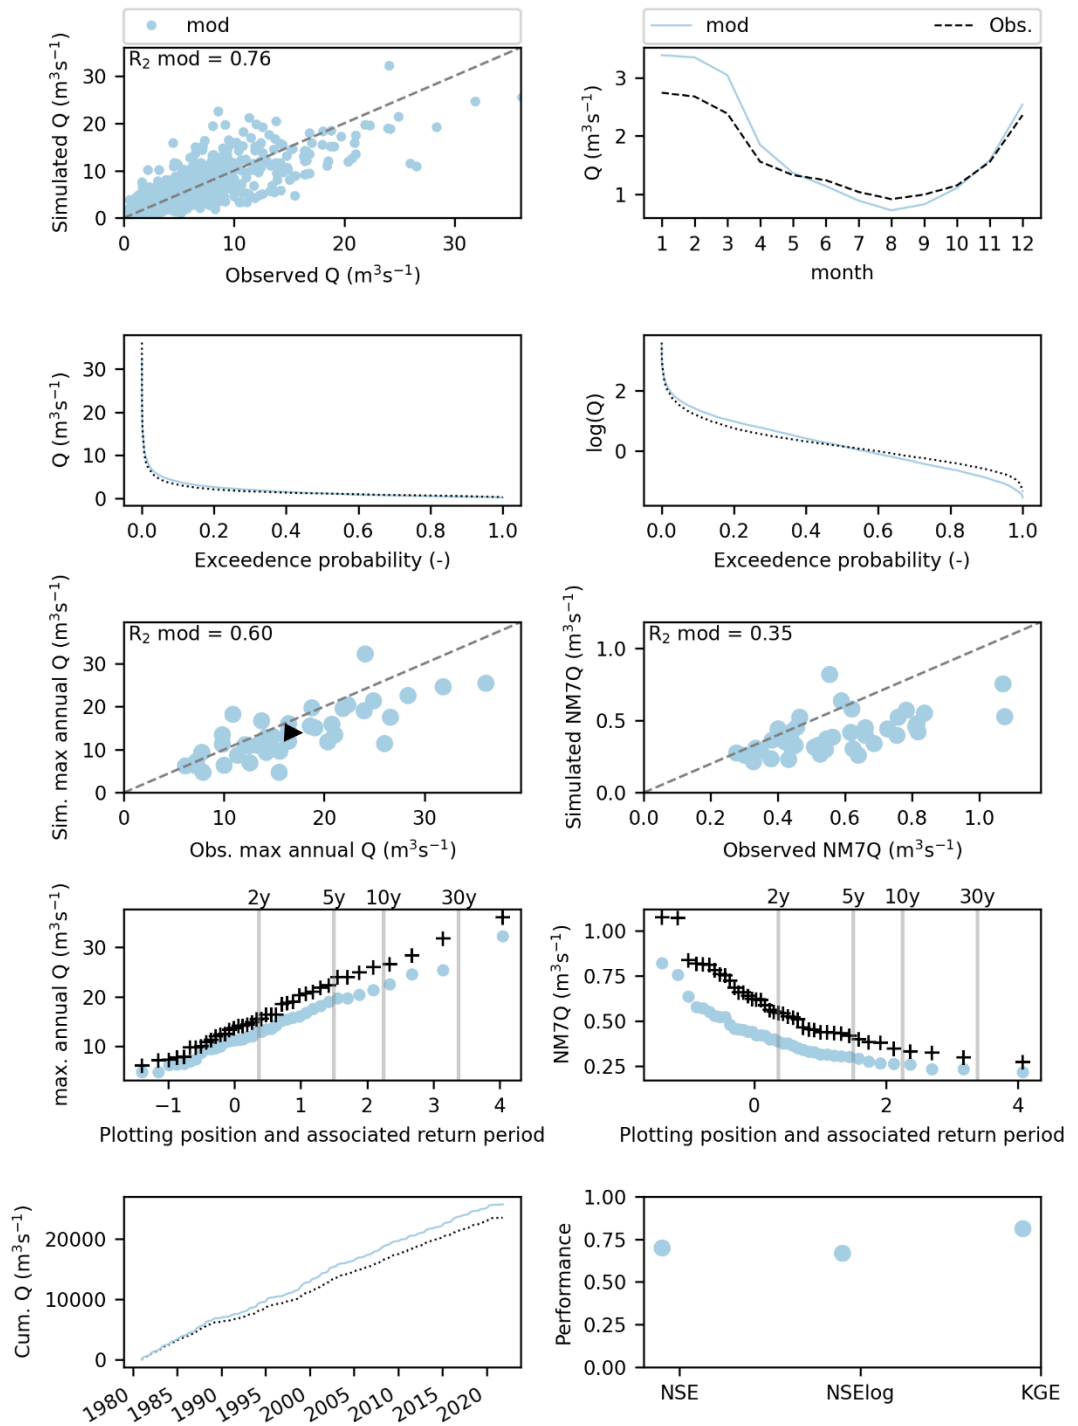 mod
R2 mod = 0.76
30
20
10
0
0 10 20 30
Simulated Q (m³s⁻¹)
Observed Q (m³s⁻¹)
mod Obs.
3
2
1
1 2 3 4 5 6 7 8 9 10 11 12
Q (m³s⁻¹)
month
30
20
10
0
0.0 0.2 0.4 0.6 0.8 1.0
Q (m³s⁻¹)
Exceedence probability (-)
2
0
0.0 0.2 0.4 0.6 0.8 1.0
log(Q)
Exceedence probability (-)
R2 mod = 0.60
30
20
10
0
0 10 20 30
Sim. max annual Q (m³s⁻¹)
Obs. max annual Q (m³s⁻¹)
R2 mod = 0.35
1.0
0.5
0.0
0.0 0.2 0.4 0.6 0.8 1.0
Simulated NM7Q (m³s⁻¹)
Observed NM7Q (m³s⁻¹)
2y 5y 10y 30y
30
20
10
−1 0 1 2 3 4
max. annual Q (m³s⁻¹)
Plotting position and associated return period
2y 5y 10y 30y
1.00
0.75
0.50
0.25
0 2 4
NM7Q (m³s⁻¹)
Plotting position and associated return period
20000
10000
0
1980 1985 1990 1995 2000 2005 2010 2015 2020
Cum. Q (m³s⁻¹)
1.00
0.75
0.50
0.25
0.00
NSE NSElog KGE
Performance